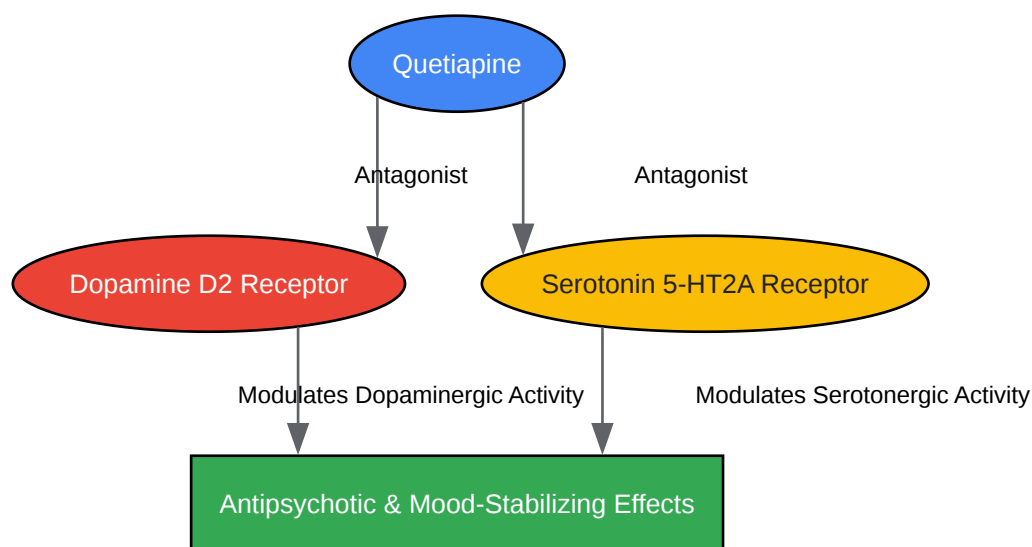 Quetiapine
Antagonist
Antagonist
Dopamine D2 Receptor
Serotonin 5-HT2A Receptor
Modulates Dopaminergic Activity
Modulates Serotonergic Activity
Antipsychotic & Mood-Stabilizing Effects